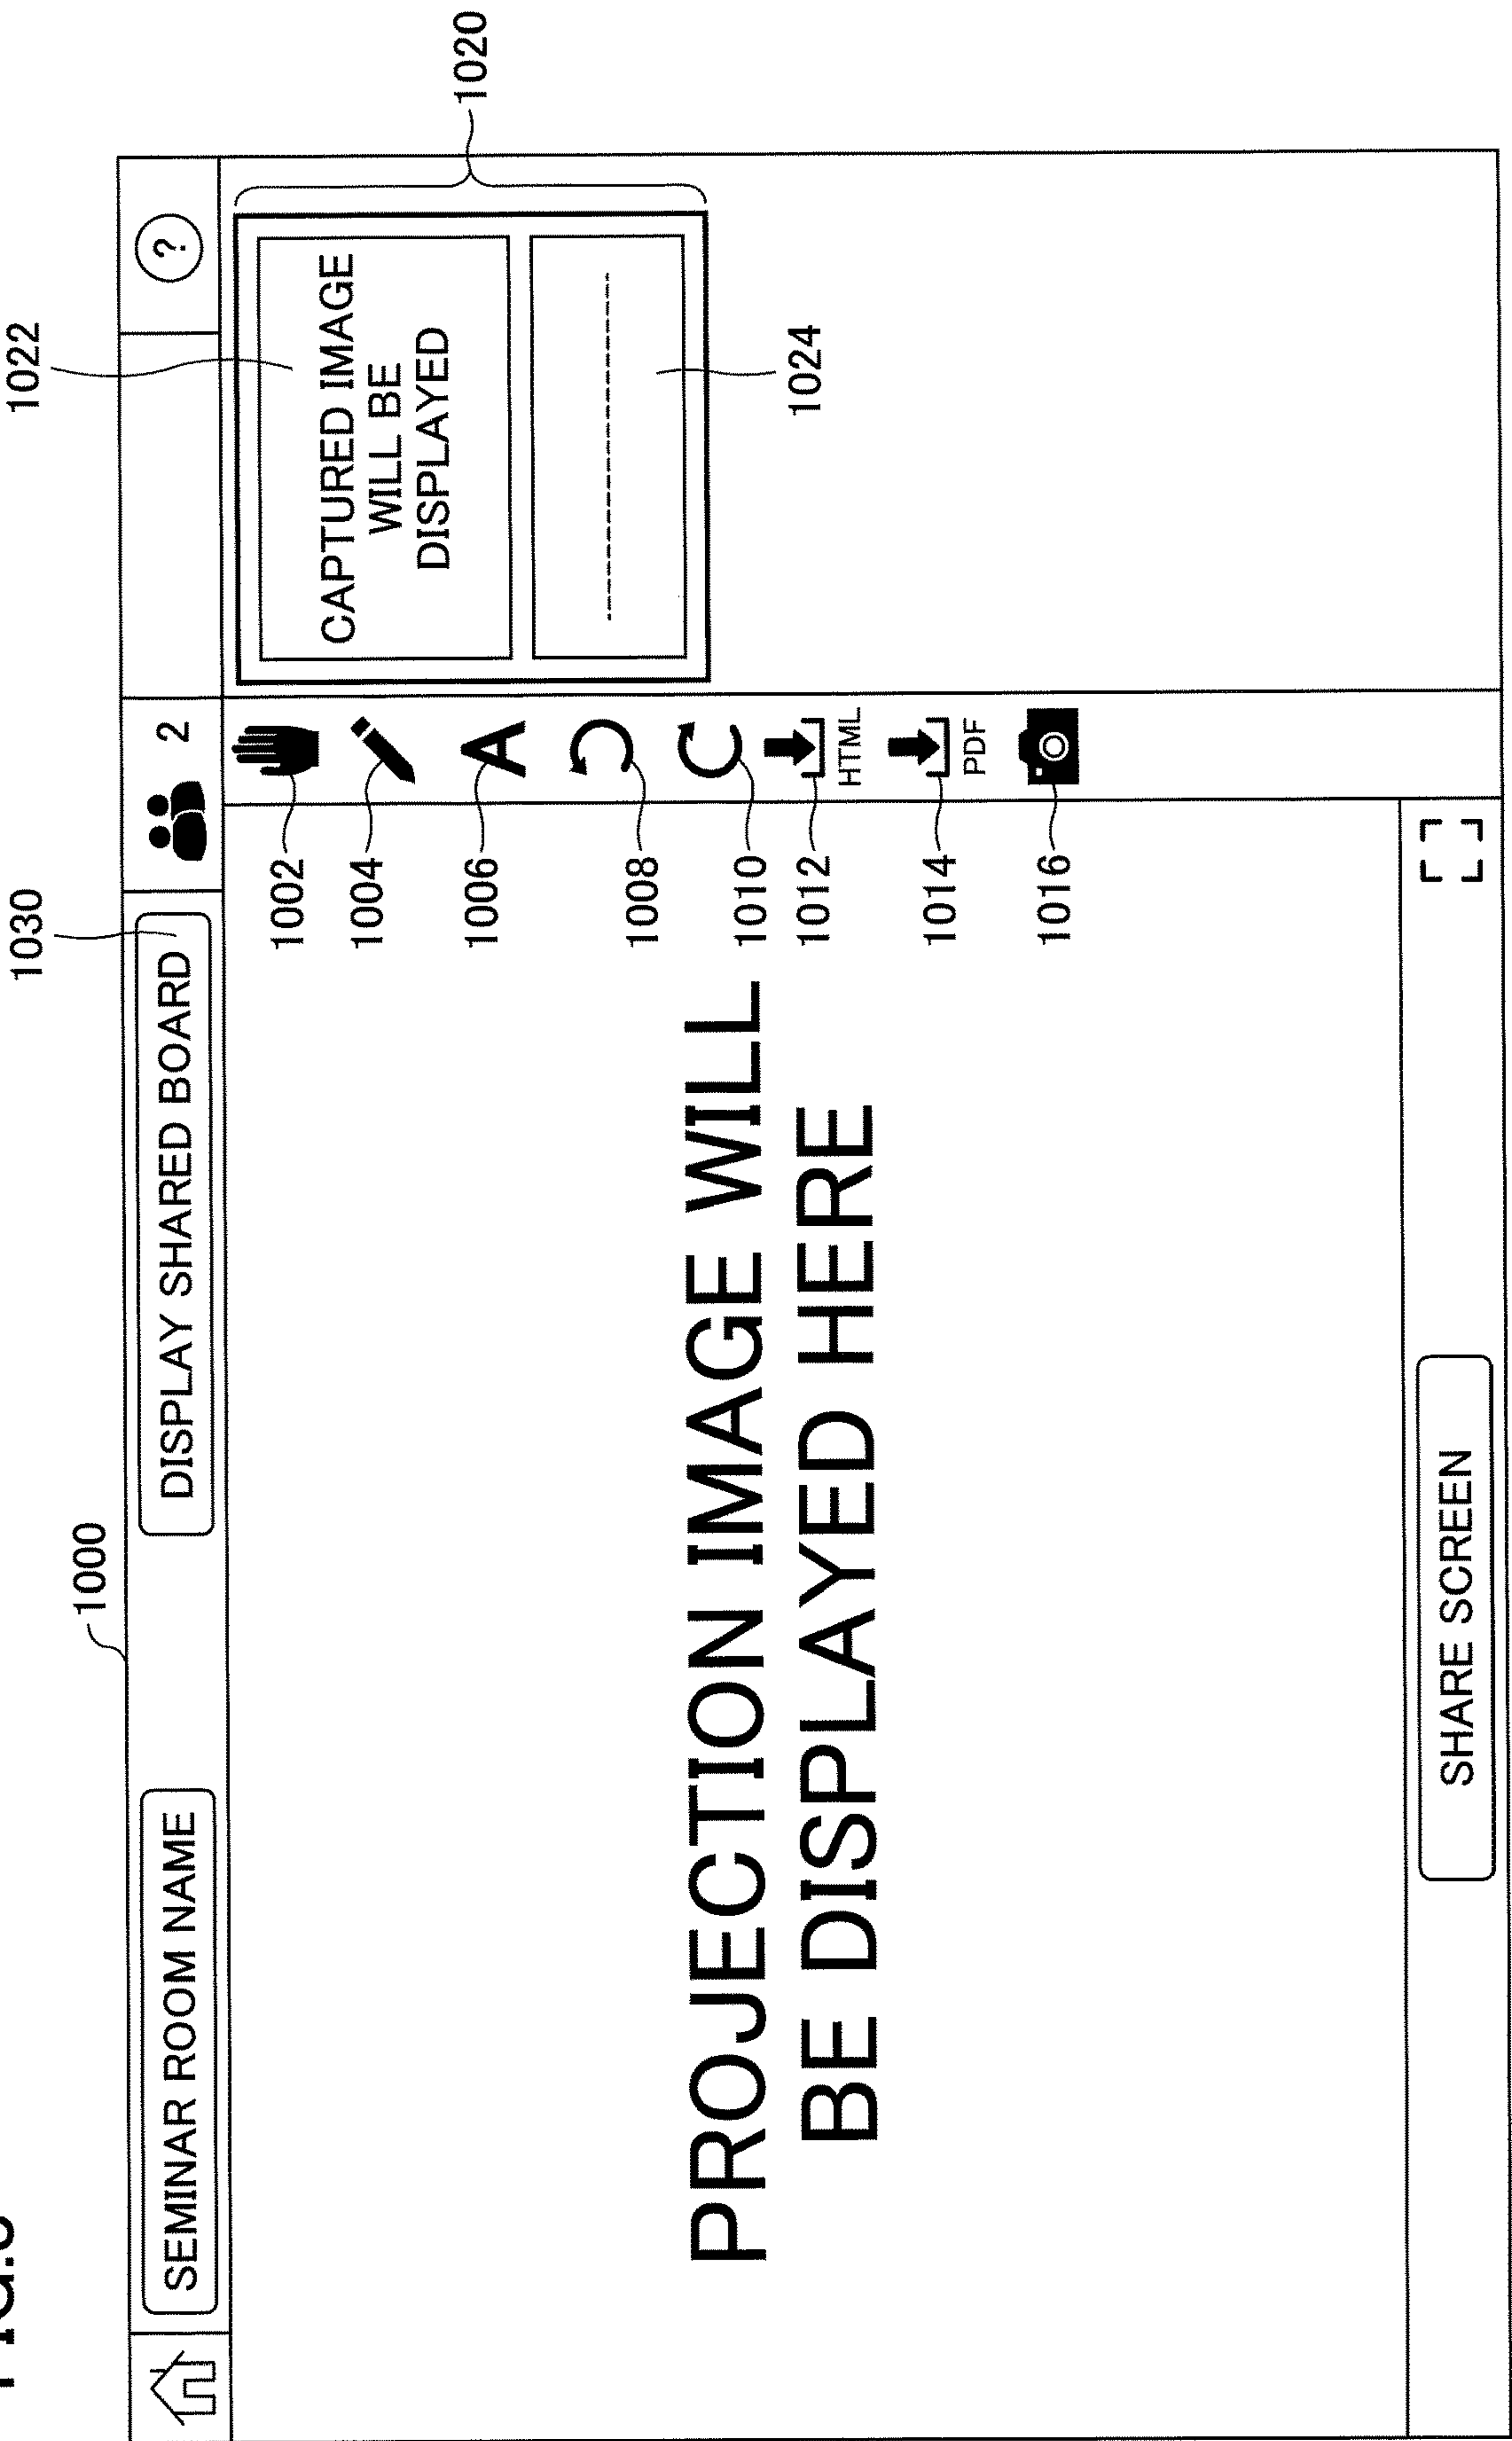 1000
1030
1022
SEMINAR ROOM NAME
DISPLAY SHARED BOARD
2
?
1020
CAPTURED IMAGE
WILL BE
DISPLAYED
1024
1002
1004
A
1006
1008
1010
1012
HTML
1014
PDF
1016
PROJECTION IMAGE WILL
BE DISPLAYED HERE
SHARE SCREEN